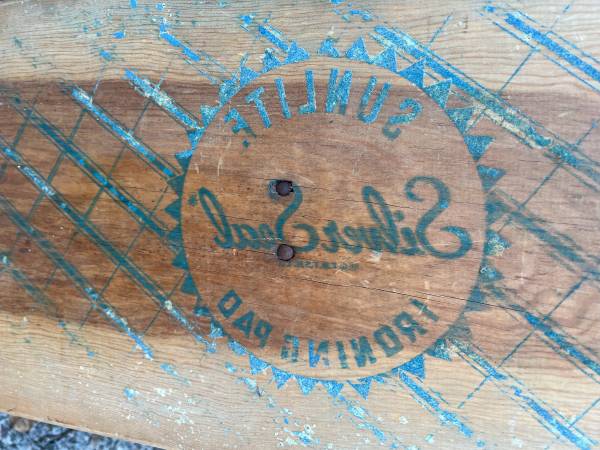 SUNLITE
Silver Seal
IRONING PAD